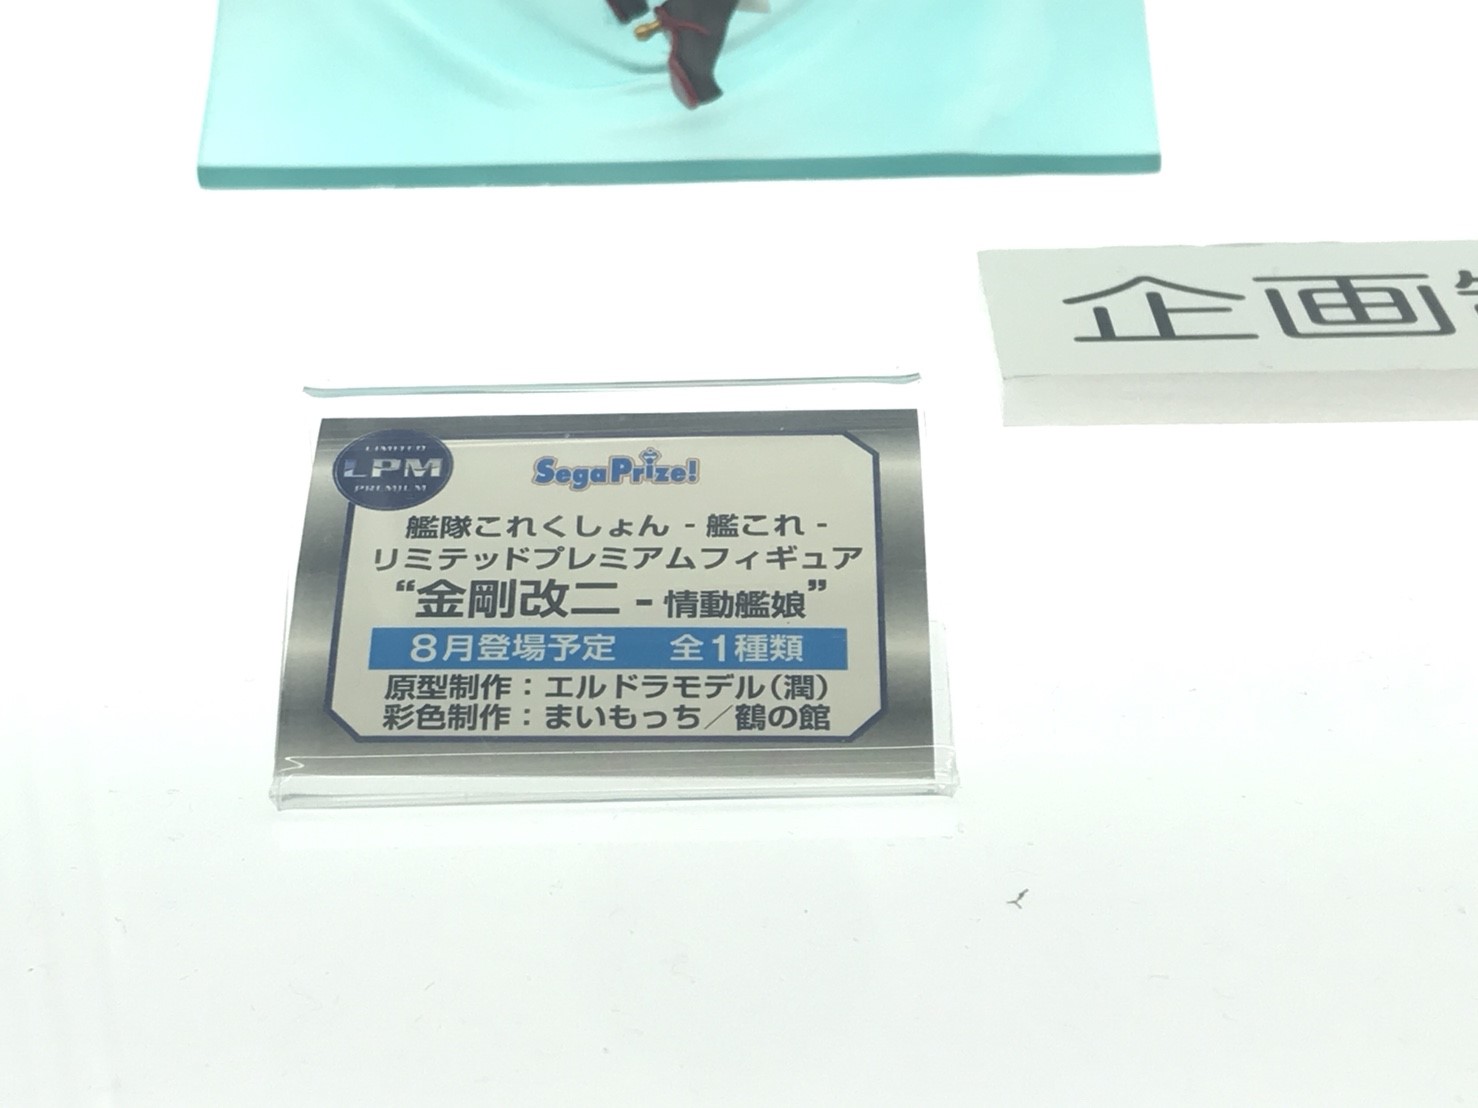 企画
LIMITED
LPM
PREMIUM
SegaPrize!
艦隊これくしょん - 艦これ -
リミテッドプレミアムフィギュア
“金剛改二 - 情動艦娘”
8月登場予定 全1種類
原型制作：エルドラモデル(潤)
彩色制作：まいもっち／鶴の館